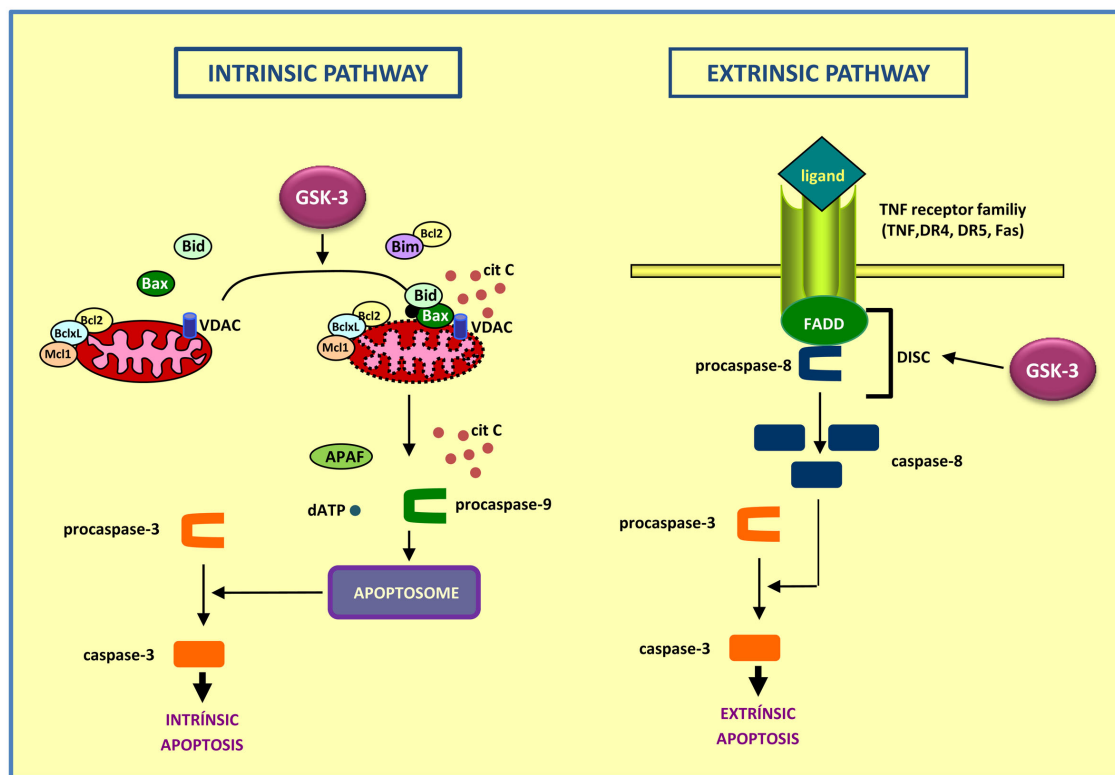 INTRINSIC PATHWAY
GSK-3
Bid
Bim
Bcl2
Bax
cit C
Bid
Bax
Bcl2
VDAC
BclxL
Mcl1
Bcl2
VDAC
BclxL
Mcl1
cit C
APAF
dATP
procaspase-9
procaspase-3
APOPTOSOME
caspase-3
INTRÍNSIC
APOPTOSIS
EXTRINSIC PATHWAY
ligand
TNF receptor familiy
(TNF,DR4, DR5, Fas)
FADD
procaspase-8
DISC
GSK-3
caspase-8
procaspase-3
caspase-3
EXTRÍNSIC
APOPTOSIS